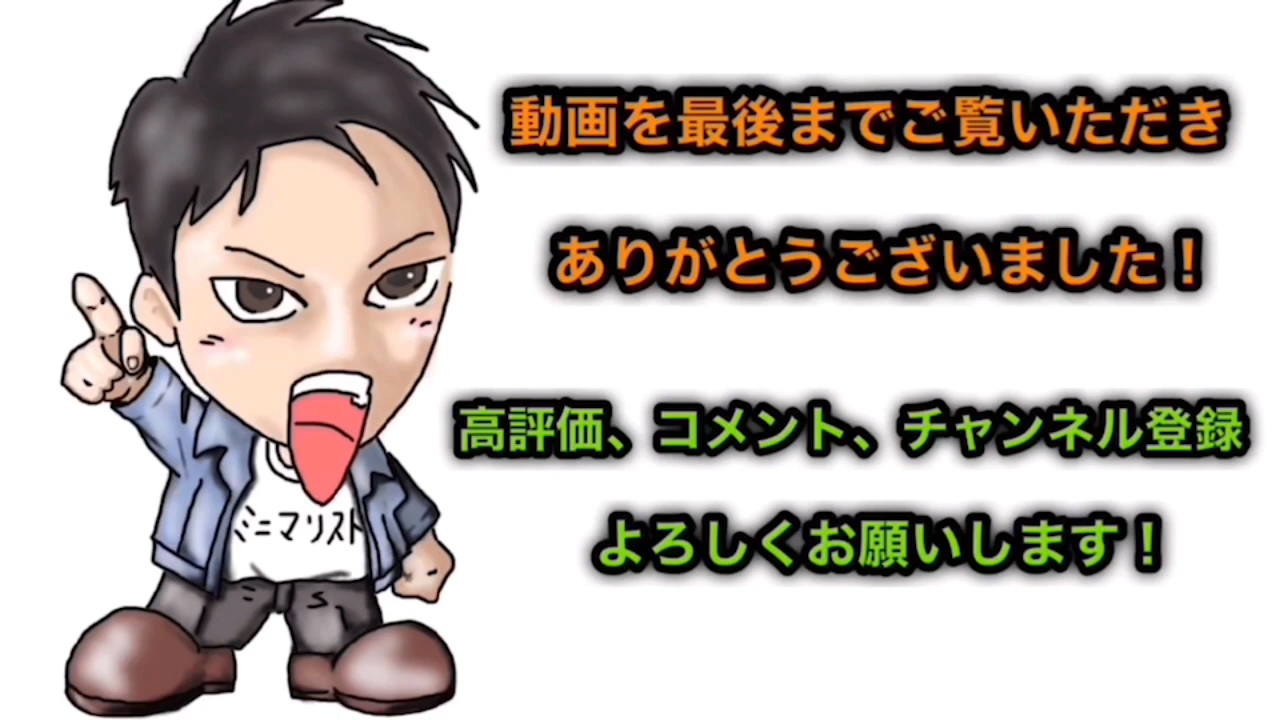 動画を最後までご覧いただき
ありがとうございました！
高評価、コメント、チャンネル登録
よろしくお願いします！
ミニマリスト